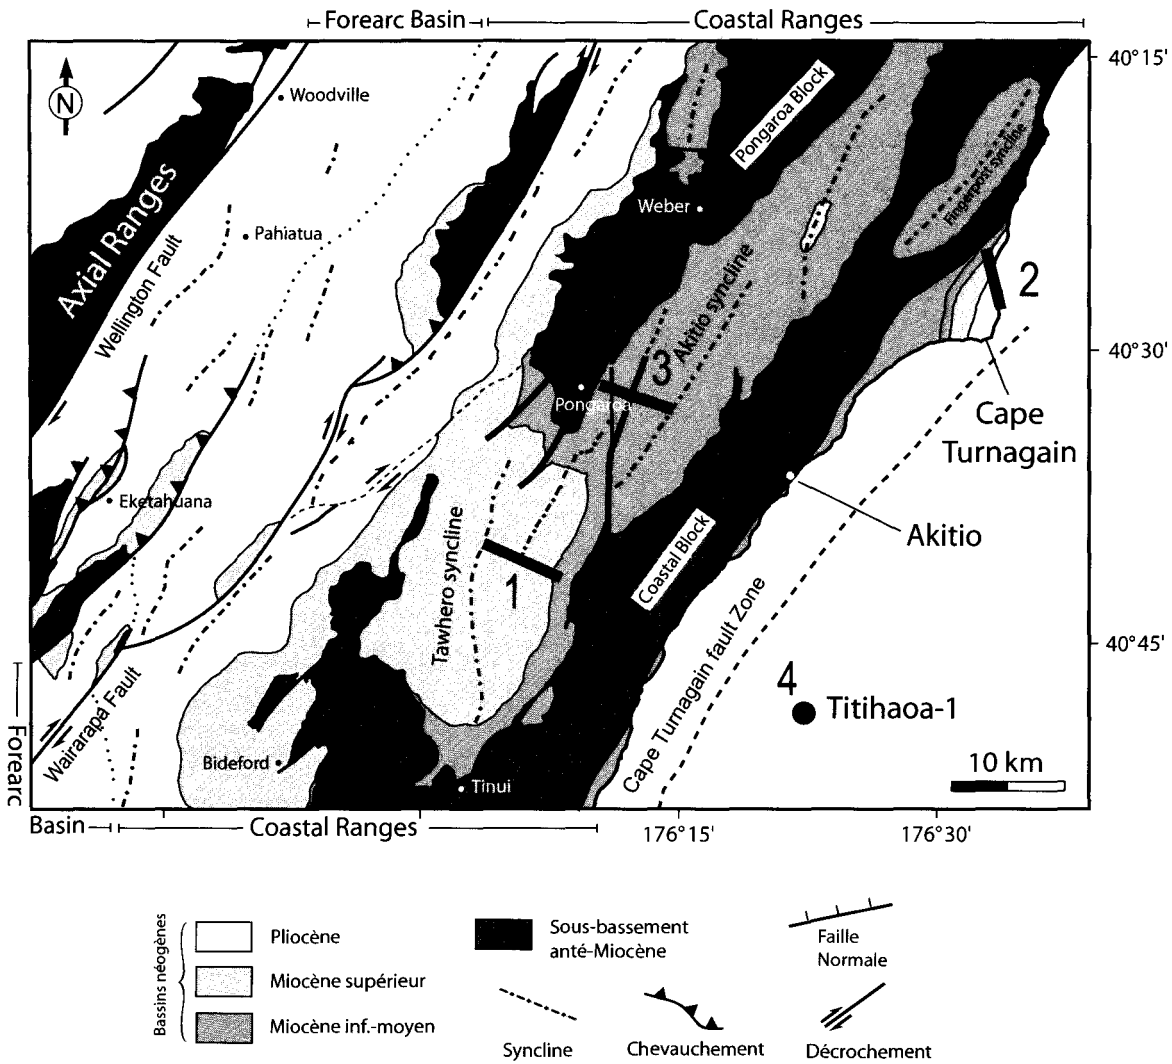 Forearc Basin
Coastal Ranges
40°15'
N
Woodville
Pongaroa Block
Axial Ranges
Weber
Fingerpost syncline
Pahiatua
Wellington Fault
Akitio syncline
2
40°30'
3
Pongaroa
Cape
Turnagain
Eketahuana
Akitio
Tawhero syncline
1
Coastal Block
40°45'
Cape Turnagain fault Zone
4
Titihaoa-1
Wairarapa Fault
Forearc
Bideford
Tinui
10 km
Basin
Coastal Ranges
176°15'
176°30'
Bassins néogènes
Pliocène
Miocène supérieur
Miocène inf.-moyen
Sous-bassement
anté-Miocène
Faille
Normale
Syncline
Chevauchement
Décrochement